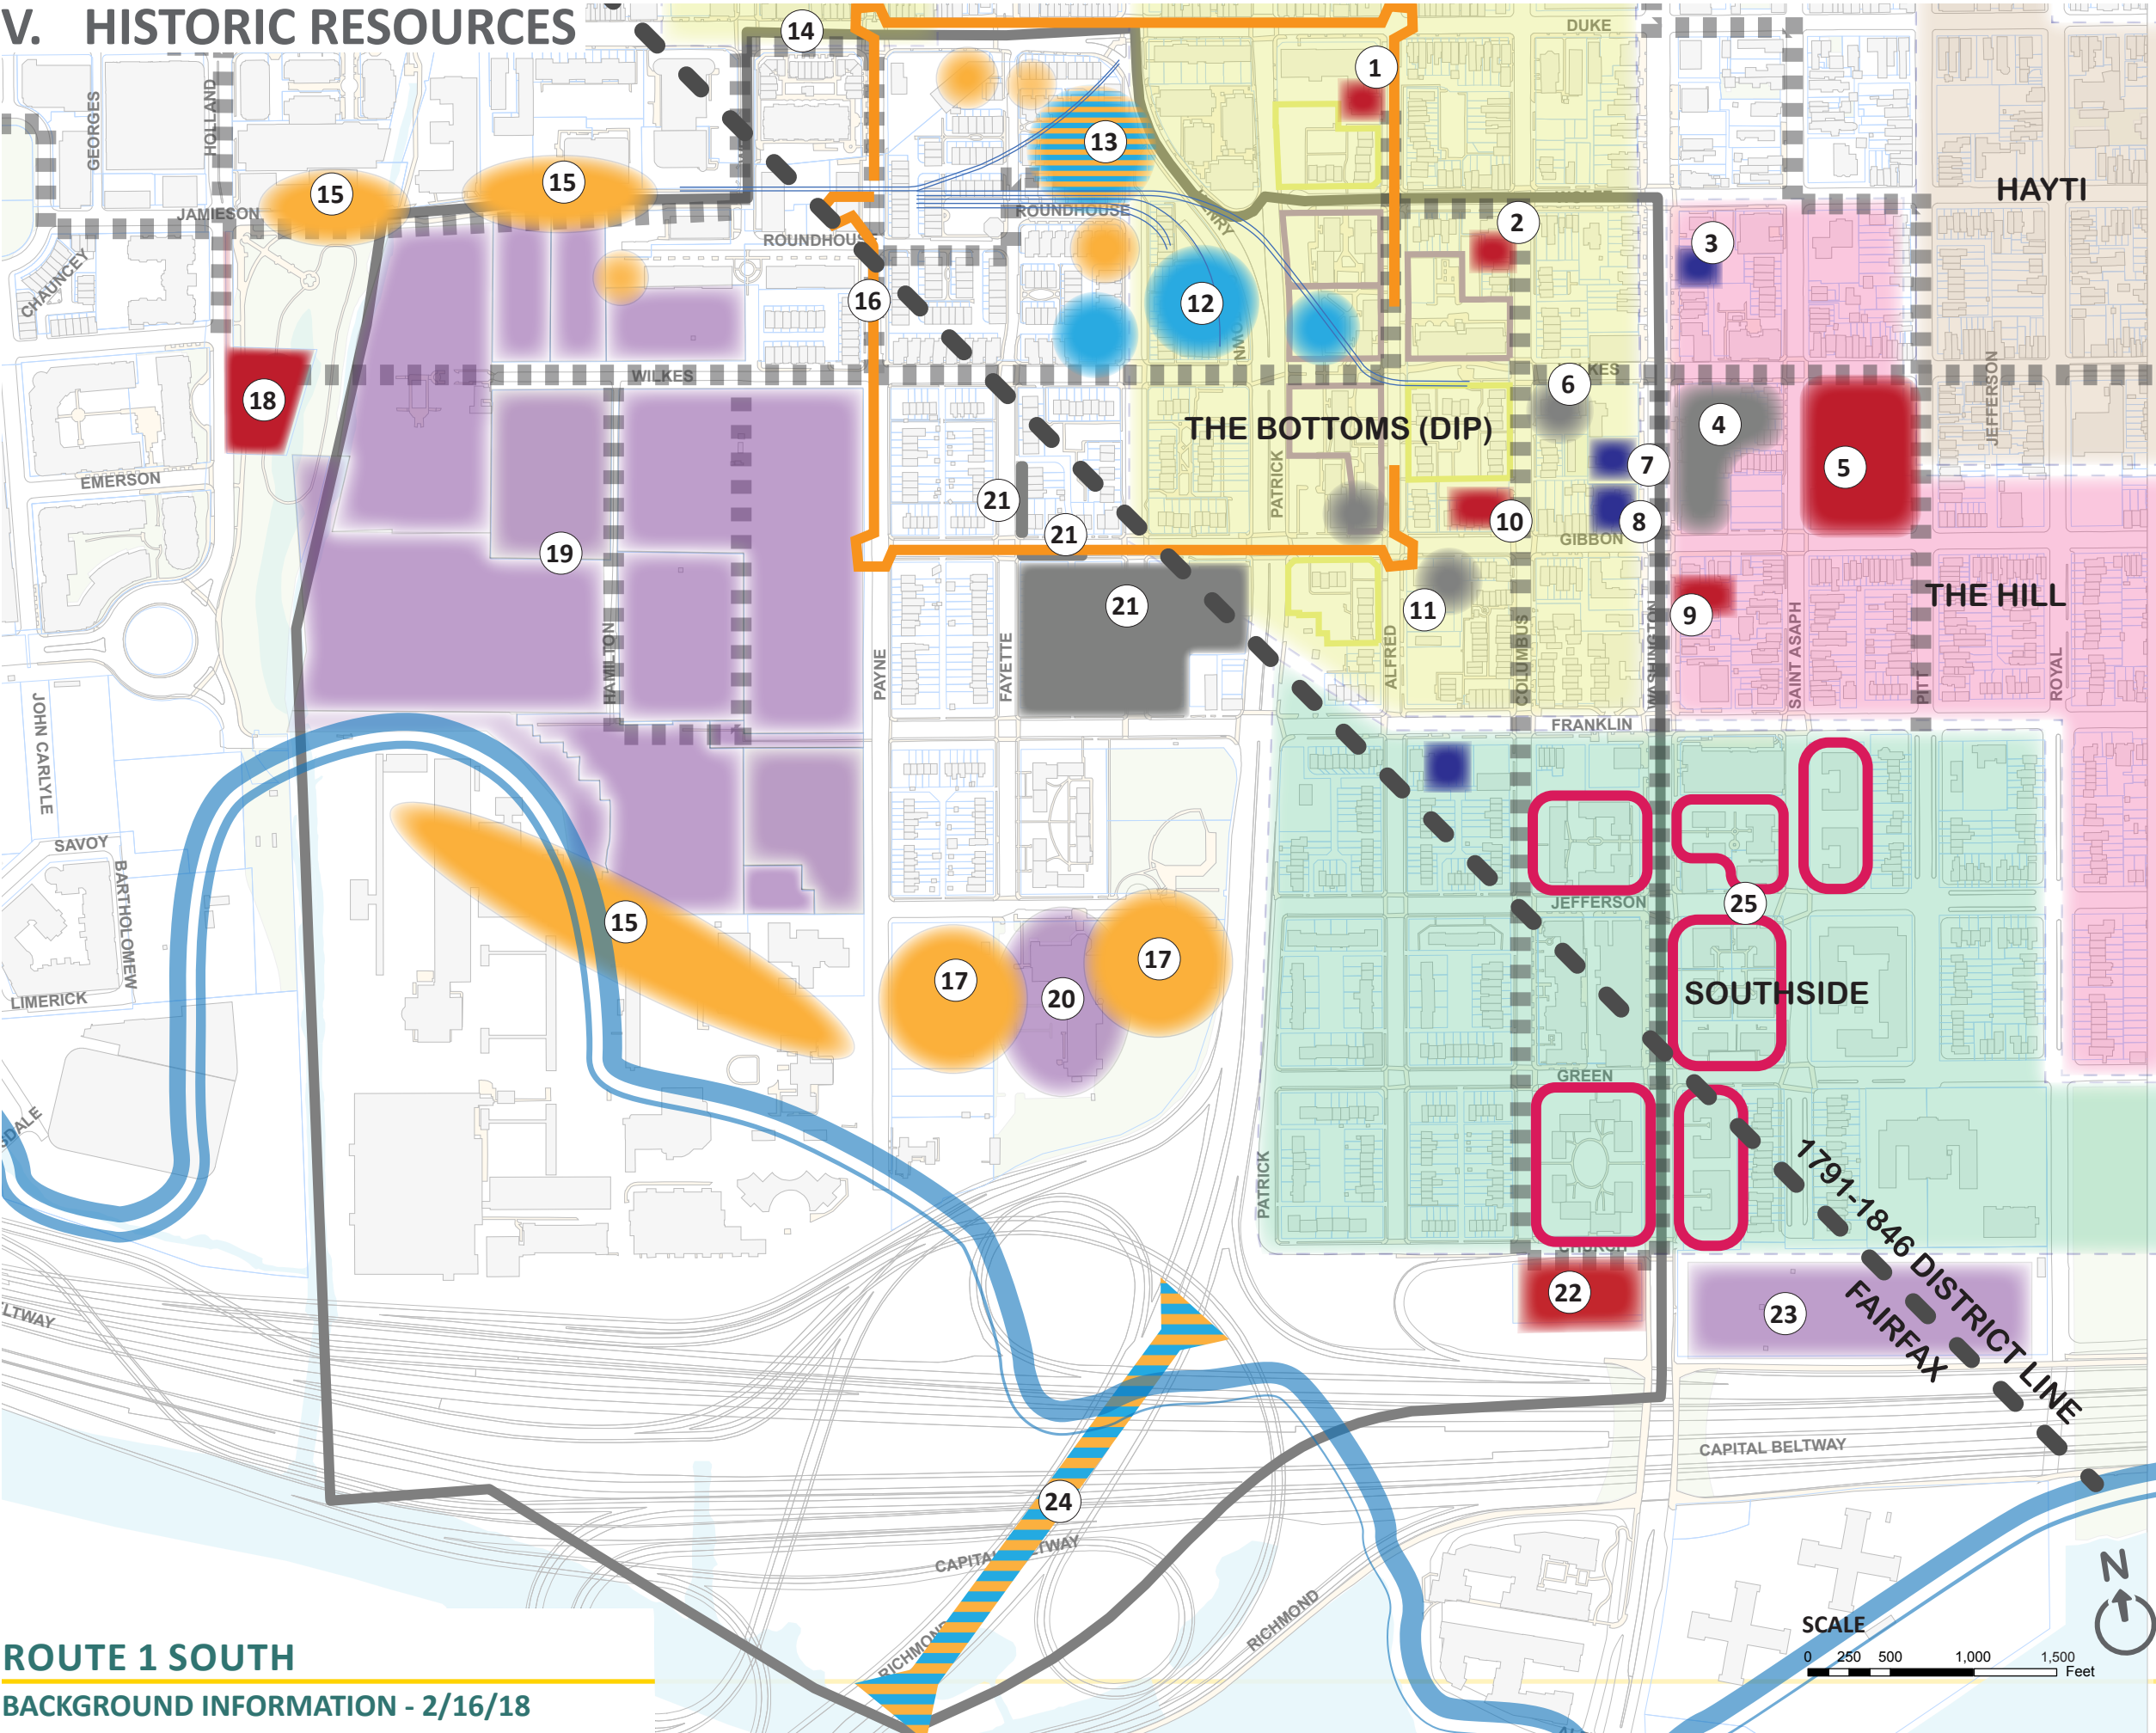 V. HISTORIC RESOURCES
DUKE
14
1
GEORGES
HOLLAND
13
15
15
HAYTI
JAMIESON
ROUNDHOUSE
HENRY
2
3
CHAUNCEY
16
12
WILKES
6
JEFFERSON
18
4
THE BOTTOMS (DIP)
7
5
EMERSON
PATRICK
21
10
8
21
GIBBON
19
THE HILL
21
11
9
HAMILTON
PAYNE
FAYETTE
ALFRED
COLUMBUS
WASHINGTON
SAINT ASAPH
PITT
ROYAL
FRANKLIN
JOHN CARLYLE
SAVOY
BARTHOLOMEW
JEFFERSON
25
15
17
17
20
LIMERICK
SOUTHSIDE
GREEN
PATRICK
1791-1846 DISTRICT LINE
FAIRFAX
CHURCH
22
23
CAPITAL BELTWAY
24
RICHMOND
RICHMOND
N
SCALE
0 250 500 1,000 1,500
Feet
ROUTE 1 SOUTH
BACKGROUND INFORMATION - 2/16/18